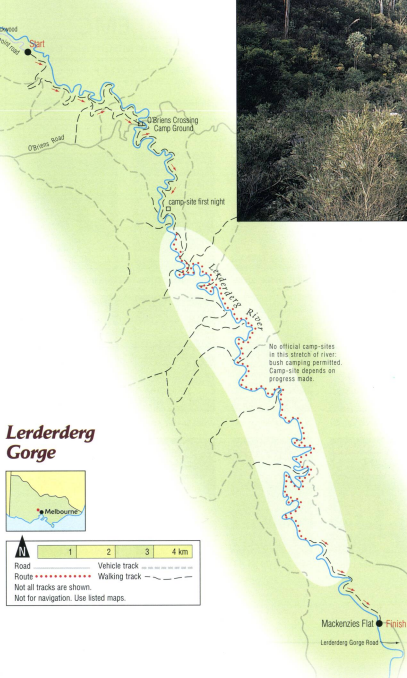 Start
O'Briens Crossing
Camp Ground
O'Briens Road
camp-site first night
Lerderderg River
No official camp-sites
in this stretch of river:
bush camping permitted.
Camp-site depends on
progress made.
Lerderderg
Gorge
Melbourne
N
1 2 3 4 km
Road Vehicle track
Route Walking track
Not all tracks are shown.
Not for navigation. Use listed maps.
Mackenzies Flat Finish
Lerderderg Gorge Road